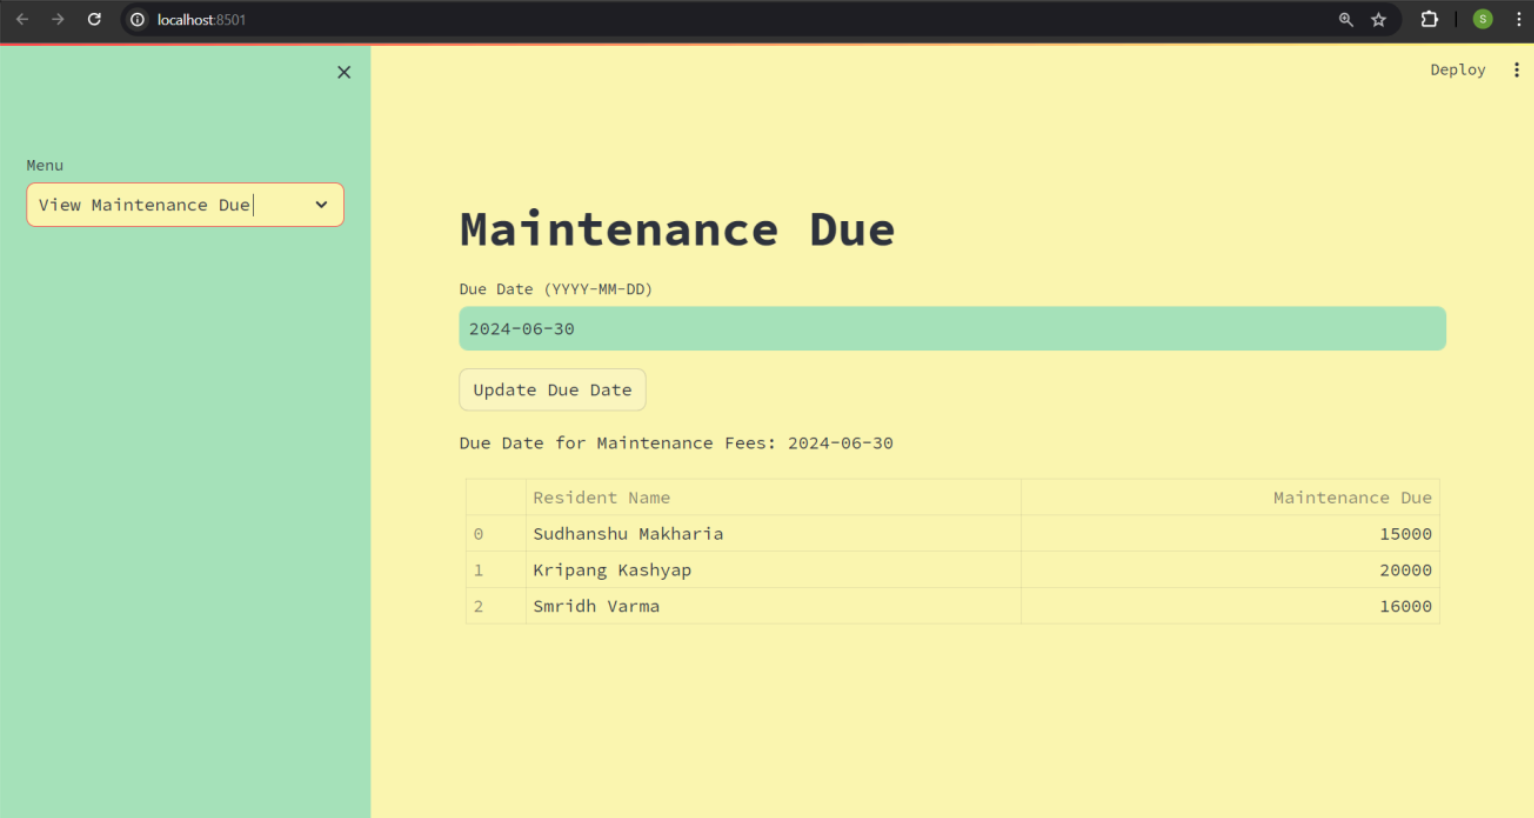 localhost:8501
S
Deploy
Menu
View Maintenance Due
Maintenance Due
Due Date (YYYY-MM-DD)
2024-06-30
Update Due Date
Due Date for Maintenance Fees: 2024-06-30
Resident Name Maintenance Due
0 Sudhanshu Makharia 15000
1 Kripang Kashyap 20000
2 Smridh Varma 16000